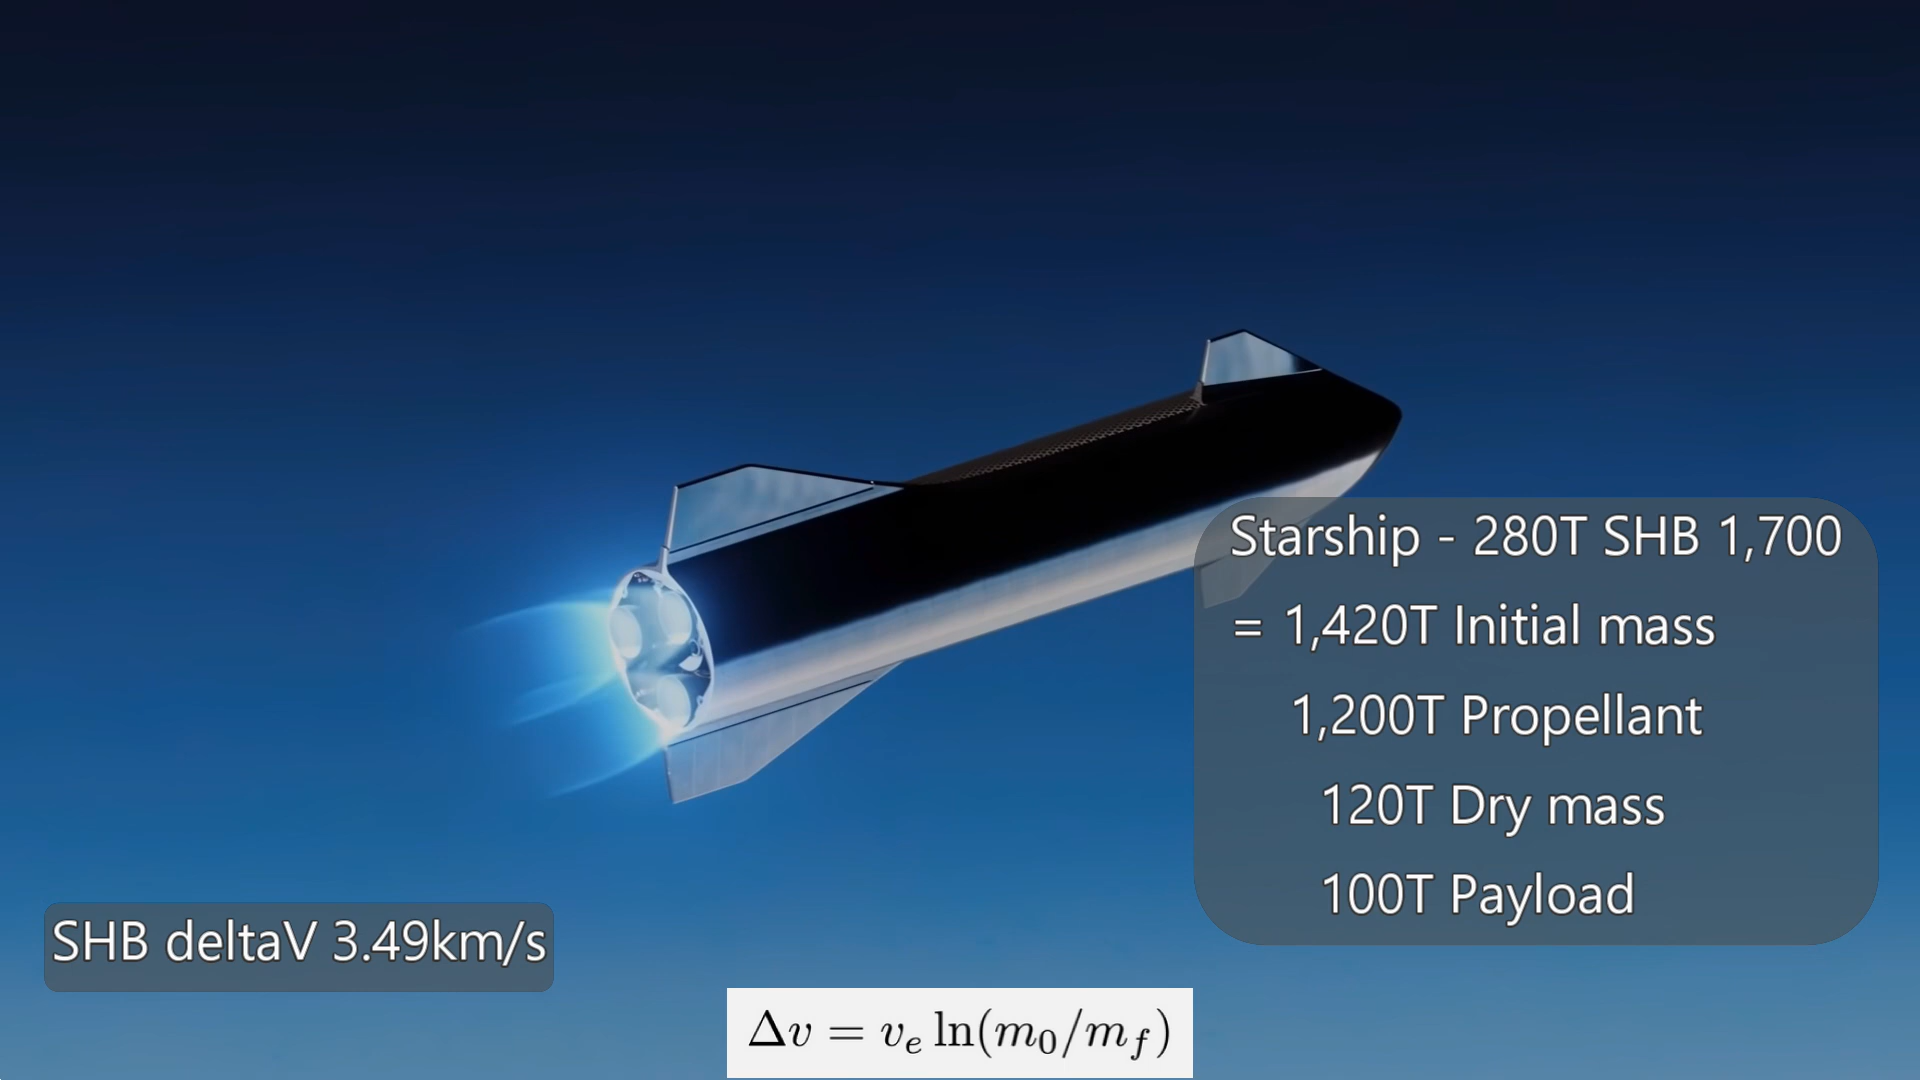 Starship - 280T SHB 1,700
= 1,420T Initial mass
1,200T Propellant
120T Dry mass
100T Payload
SHB deltaV 3.49km/s
Δv = vₑ ln(m₀/m_f)